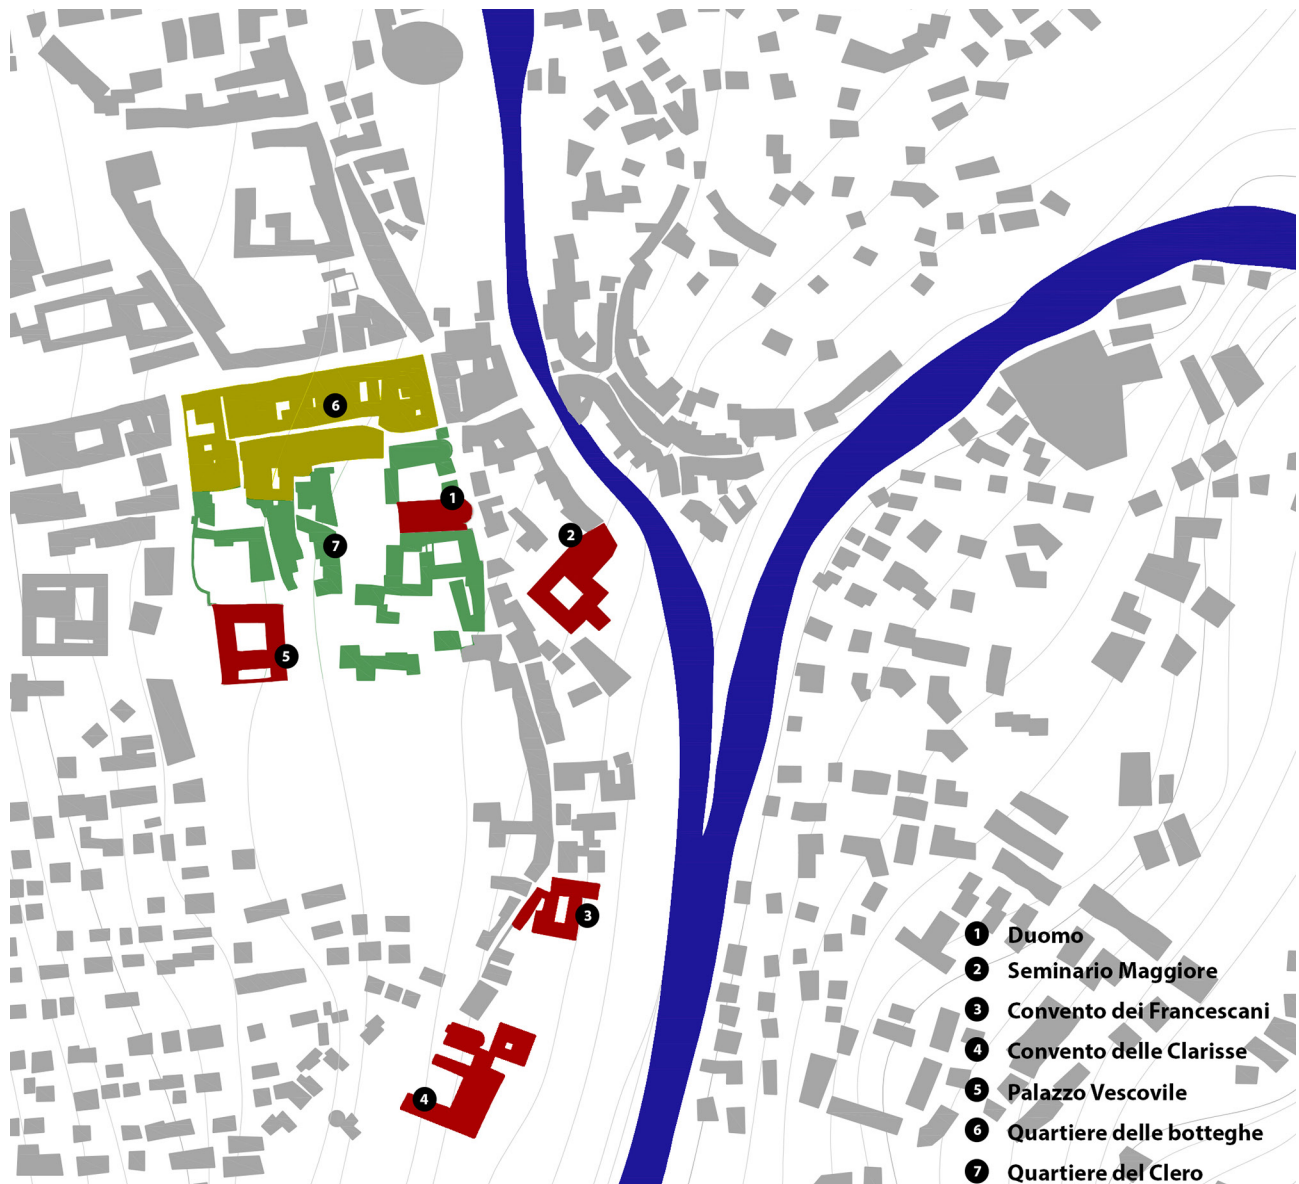 6
1
2
7
5
3
4
1 Duomo
2 Seminario Maggiore
3 Convento dei Francescani
4 Convento delle Clarisse
5 Palazzo Vescovile
6 Quartiere delle botteghe
7 Quartiere del Clero